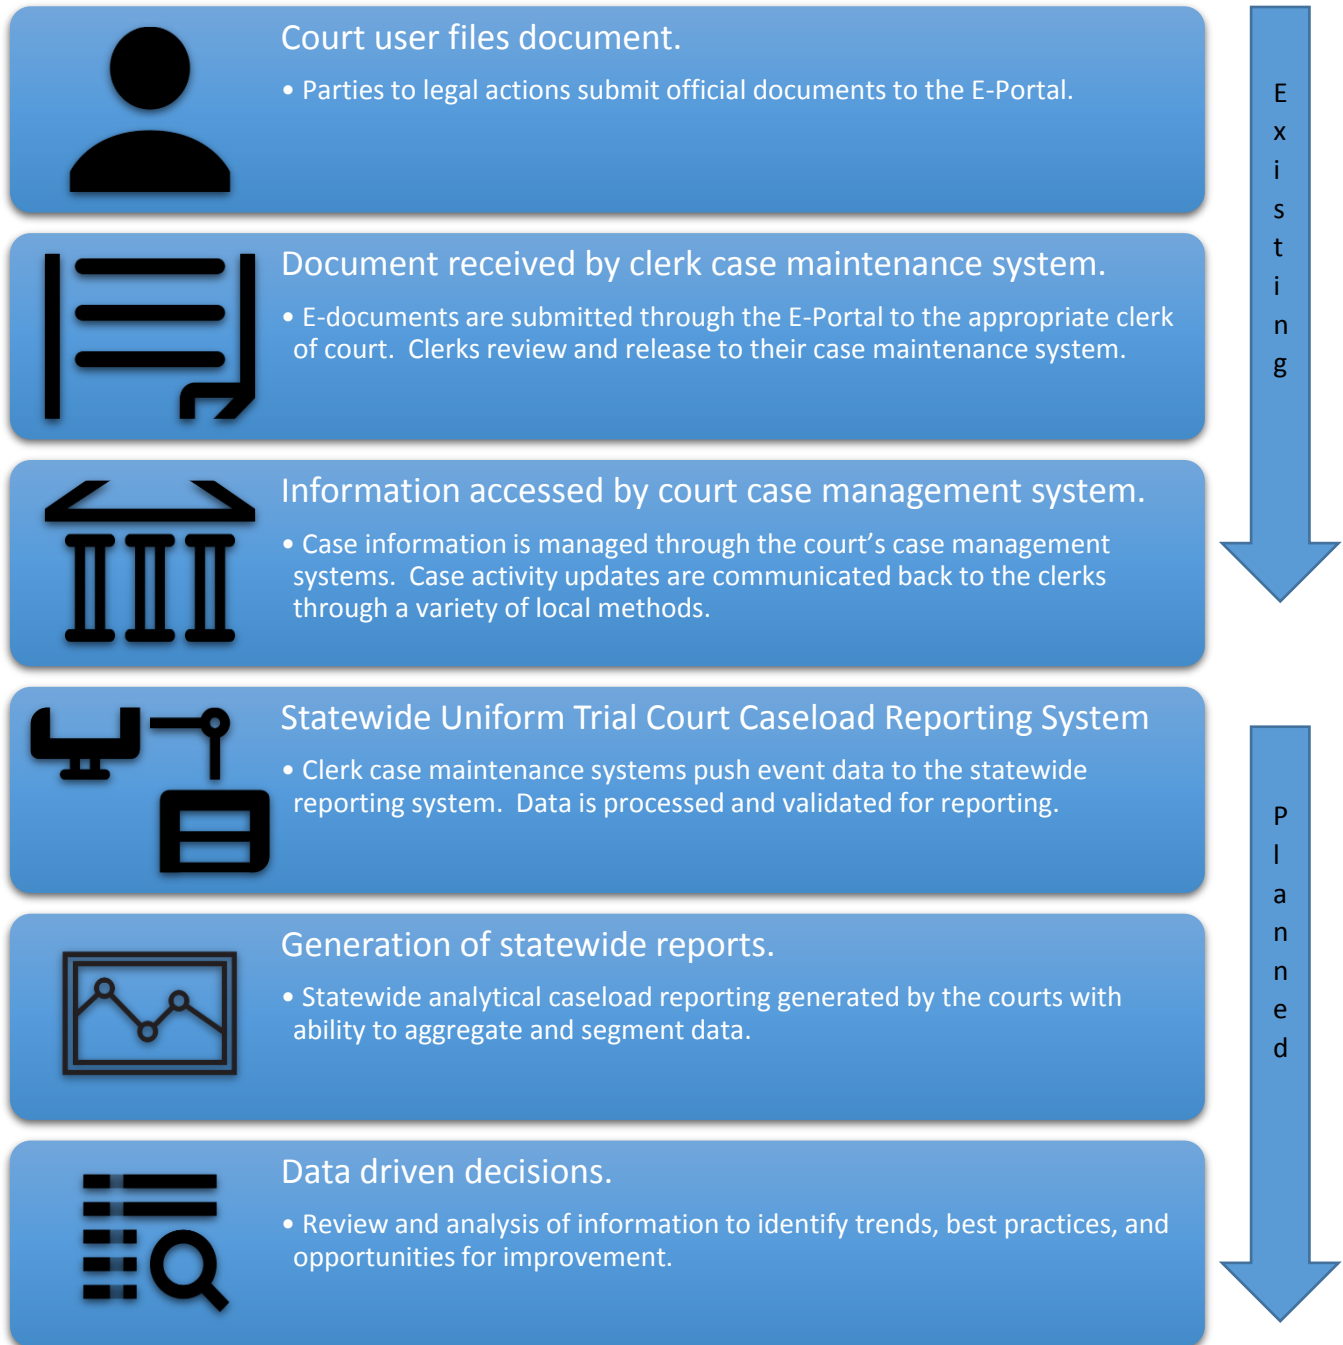 Court user files document.
• Parties to legal actions submit official documents to the E-Portal.
Document received by clerk case maintenance system.
• E-documents are submitted through the E-Portal to the appropriate clerk
of court.  Clerks review and release to their case maintenance system.
Information accessed by court case management system.
• Case information is managed through the court’s case management
systems.  Case activity updates are communicated back to the clerks
through a variety of local methods.
Existing
Statewide Uniform Trial Court Caseload Reporting System
• Clerk case maintenance systems push event data to the statewide
reporting system.  Data is processed and validated for reporting.
Generation of statewide reports.
• Statewide analytical caseload reporting generated by the courts with
ability to aggregate and segment data.
Data driven decisions.
• Review and analysis of information to identify trends, best practices, and
opportunities for improvement.
Planned